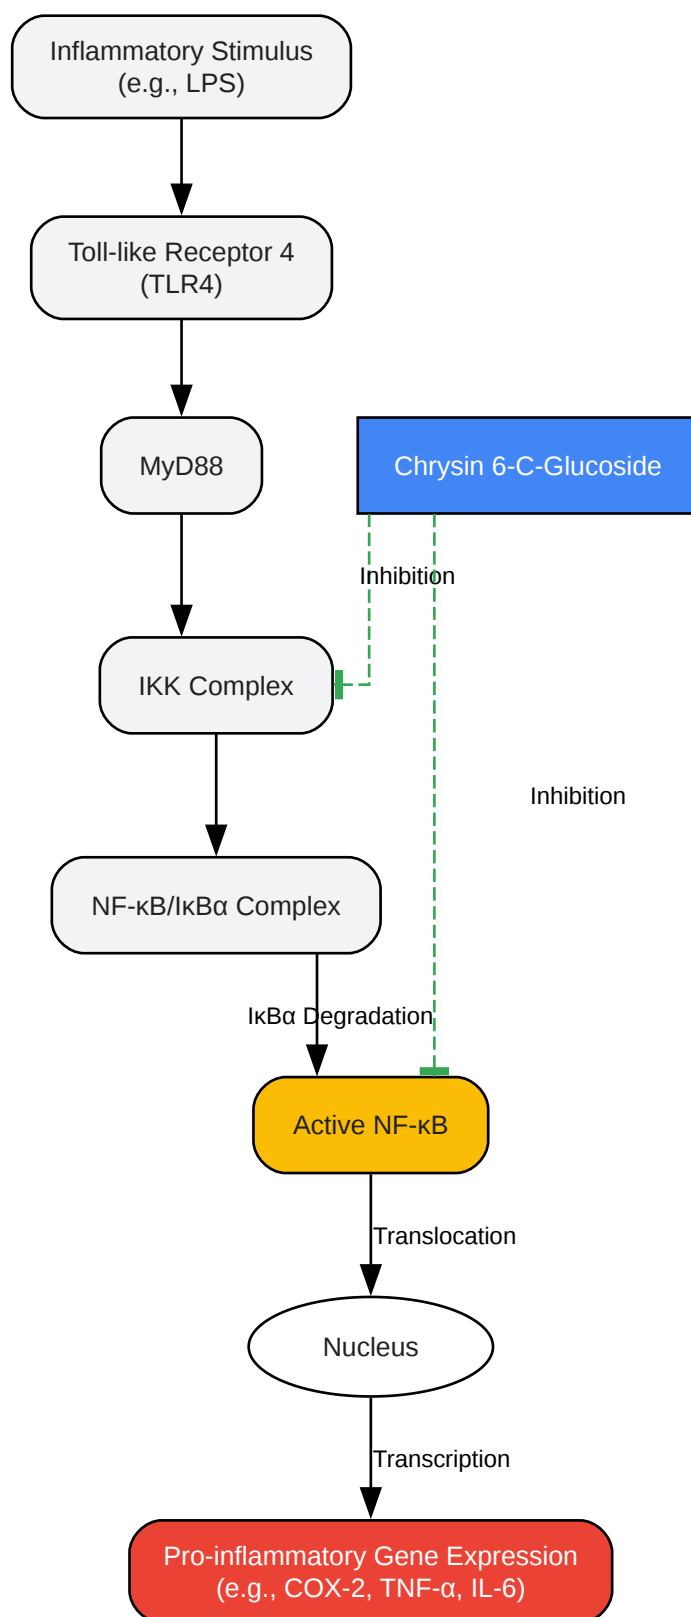 Inflammatory Stimulus
(e.g., LPS)
Toll-like Receptor 4
(TLR4)
MyD88
Chrysin 6-C-Glucoside
Inhibition
IKK Complex
Inhibition
NF-κB/IκBα Complex
IκBα Degradation
Active NF-κB
Translocation
Nucleus
Transcription
Pro-inflammatory Gene Expression
(e.g., COX-2, TNF-α, IL-6)